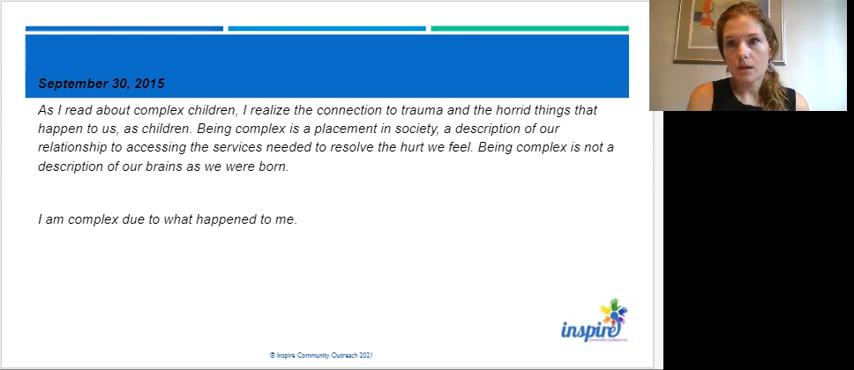 September 30, 2015
As I read about complex children, I realize the connection to trauma and the horrid things that
happen to us, as children. Being complex is a placement in society, a description of our
relationship to accessing the services needed to resolve the hurt we feel. Being complex is not a
description of our brains as we were born.
I am complex due to what happened to me.
inspire
Community Outreach Inc.
© Inspire Community Outreach 2021